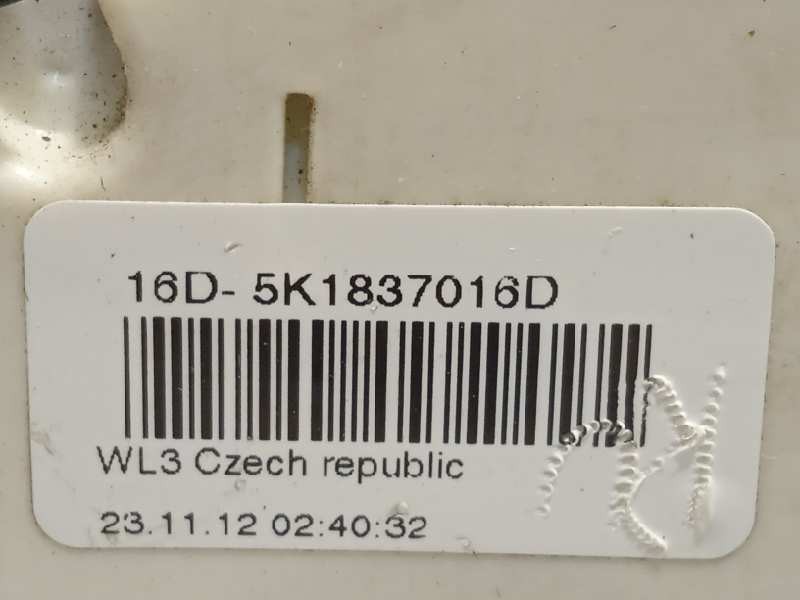 16D- 5K1837016D
WL3 Czech republic
23.11.12 02:40:32